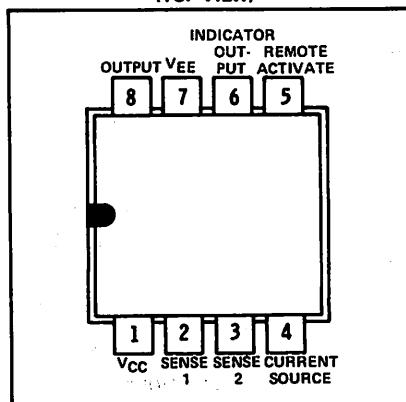 INDICATOR
OUT- REMOTE
OUTPUT VEE PUT ACTIVATE
8 7 6 5
1 2 3 4
VCC SENSE SENSE CURRENT
1 2 SOURCE